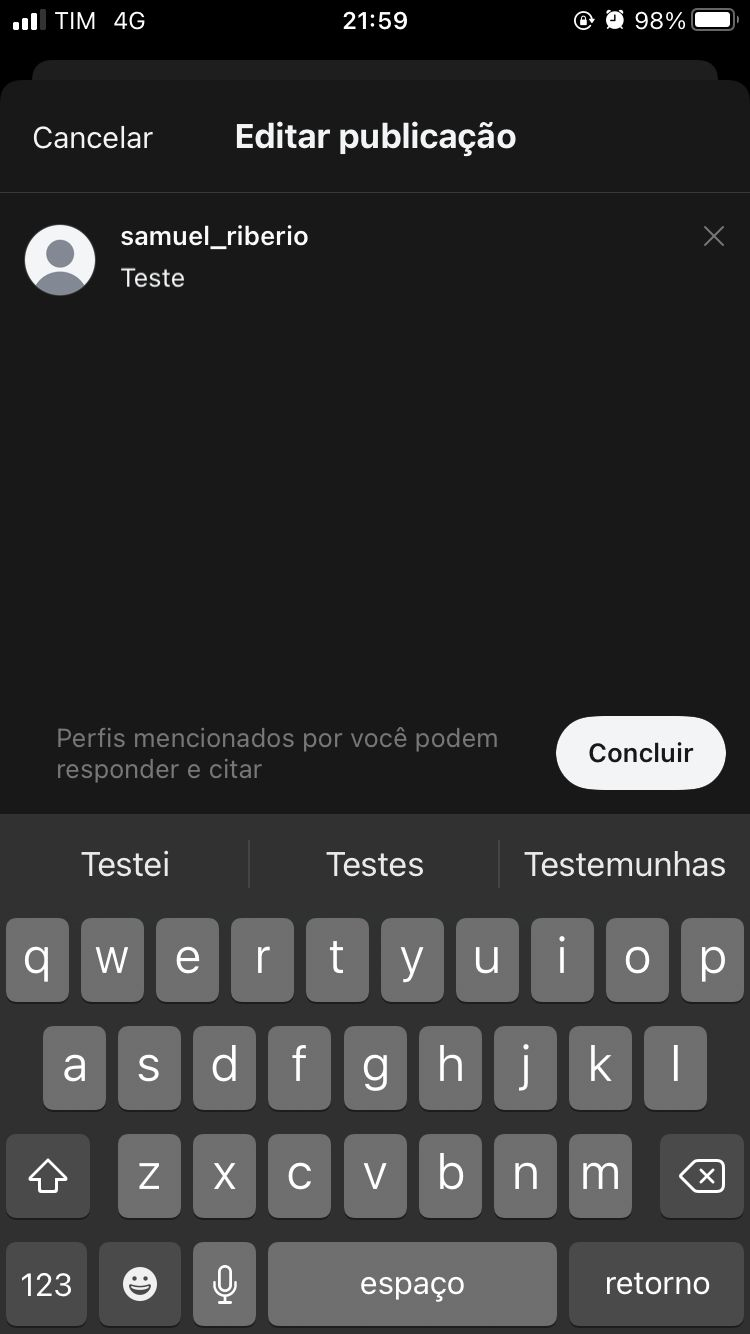 TIM 4G 21:59 98%
Cancelar Editar publicação
samuel_riberio
Teste
Perfis mencionados por você podem
responder e citar
Concluir
Testei Testes Testemunhas
q w e r t y u i o p
a s d f g h j k l
z x c v b n m
123 espaço retorno